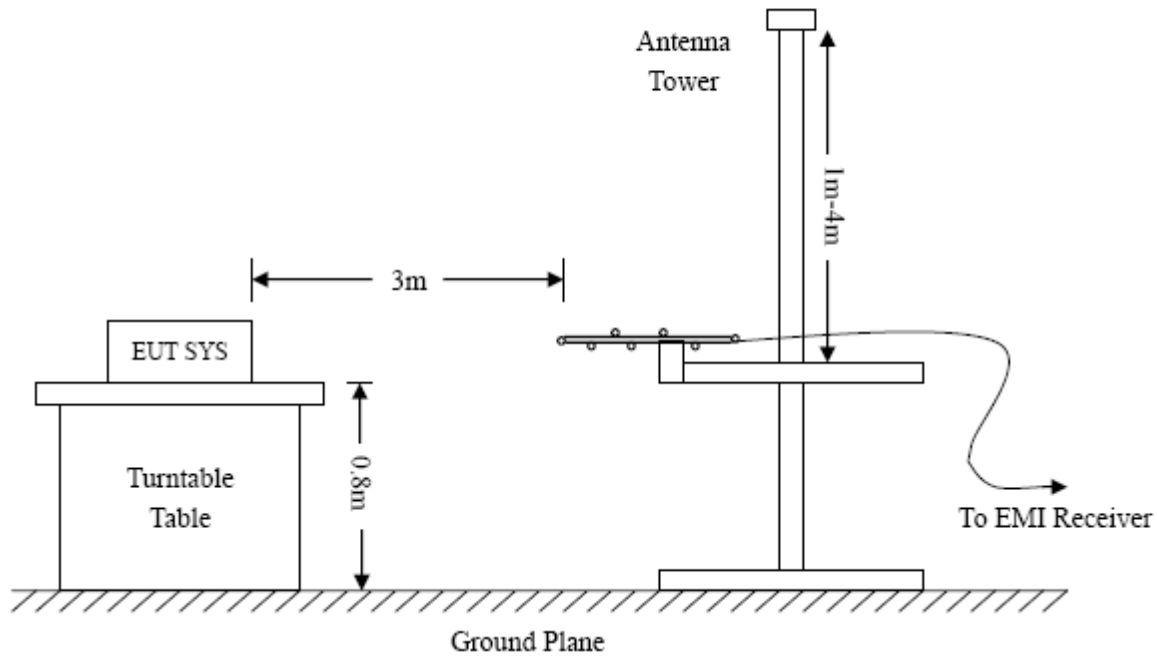 Antenna
Tower
1m-4m
3m
EUT SYS
0.8m
Turntable
Table
To EMI Receiver
Ground Plane